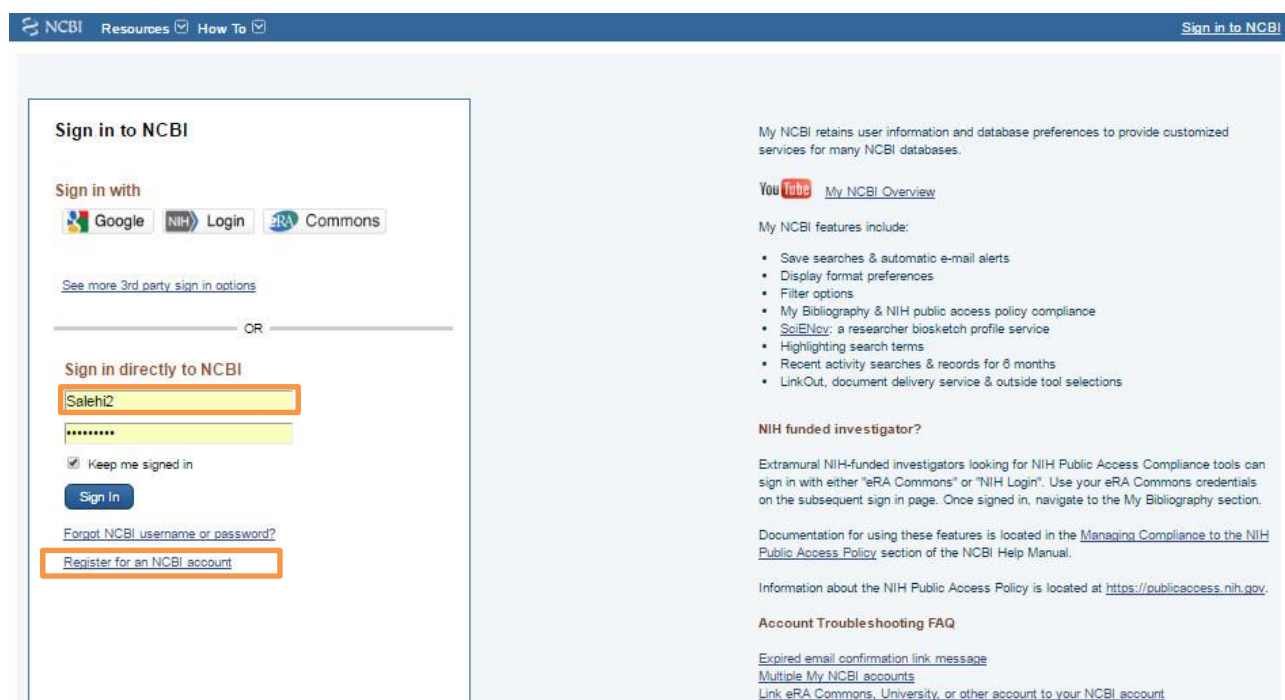 NCBI Resources How To Sign in to NCBI
Sign in to NCBI
Sign in with
Google NIH Login eRA Commons
See more 3rd party sign in options
OR
Sign in directly to NCBI
Salehi2
•••••••••
Keep me signed in
Sign In
Forgot NCBI username or password?
Register for an NCBI account
My NCBI retains user information and database preferences to provide customized
services for many NCBI databases.
YouTube My NCBI Overview
My NCBI features include:
• Save searches & automatic e-mail alerts
• Display format preferences
• Filter options
• My Bibliography & NIH public access policy compliance
• SciENcv: a researcher biosketch profile service
• Highlighting search terms
• Recent activity searches & records for 6 months
• LinkOut, document delivery service & outside tool selections
NIH funded investigator?
Extramural NIH-funded investigators looking for NIH Public Access Compliance tools can
sign in with either "eRA Commons" or "NIH Login". Use your eRA Commons credentials
on the subsequent sign in page. Once signed in, navigate to the My Bibliography section.
Documentation for using these features is located in the Managing Compliance to the NIH
Public Access Policy section of the NCBI Help Manual.
Information about the NIH Public Access Policy is located at https://publicaccess.nih.gov.
Account Troubleshooting FAQ
Expired email confirmation link message
Multiple My NCBI accounts
Link eRA Commons, University, or other account to your NCBI account